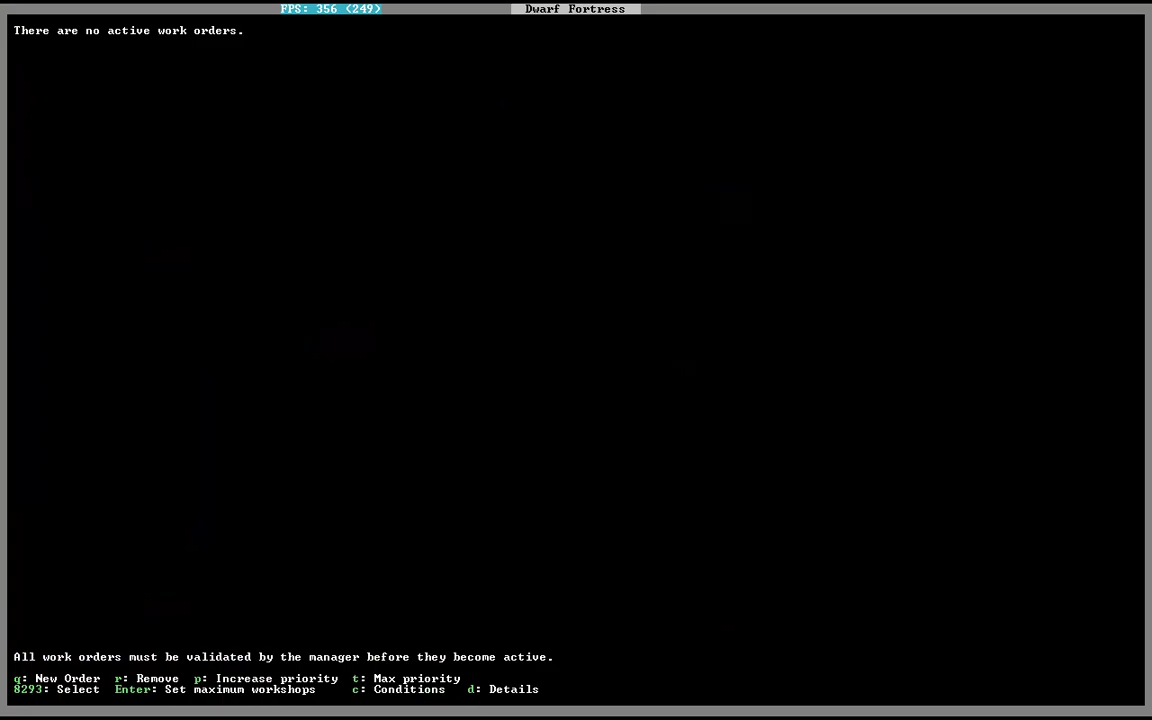 FPS: 356 (249)
Dwarf Fortress
There are no active work orders.
All work orders must be validated by the manager before they become active.
q: New Order r: Remove p: Increase priority t: Max priority
8293: Select Enter: Set maximum workshops c: Conditions d: Details